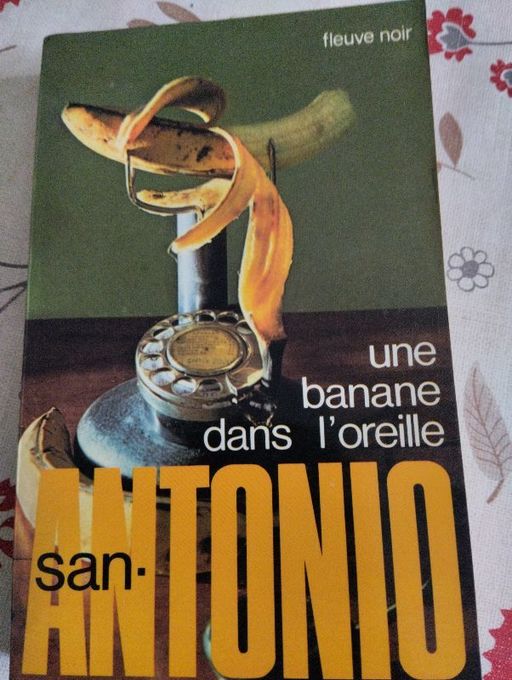 fleuve noir
une
banane
dans l'oreille
san-
ANTONIO